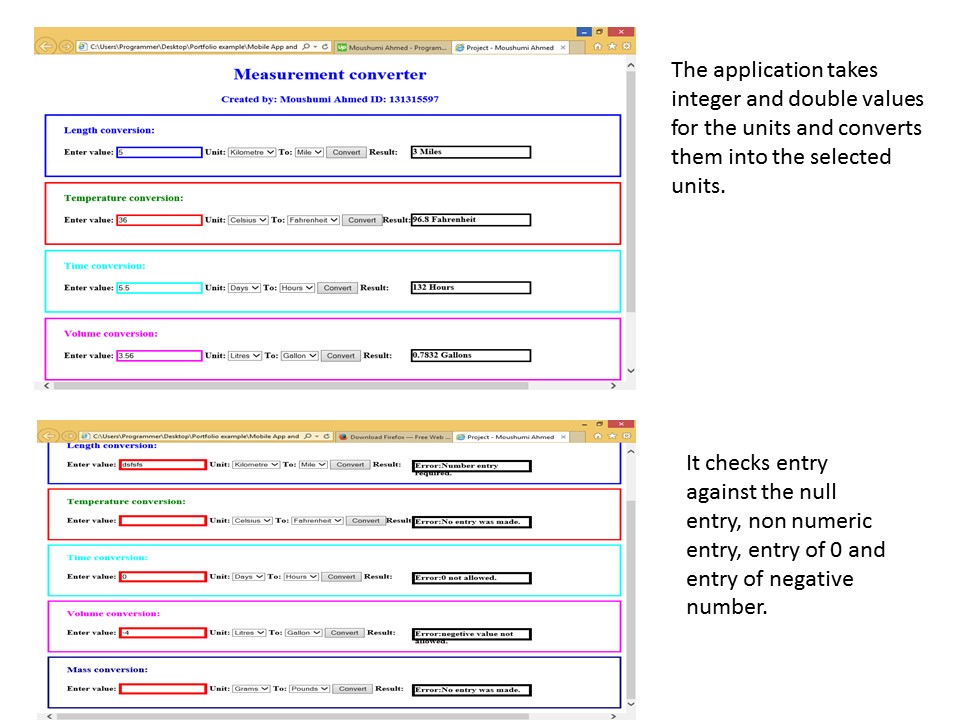 C:\Users\Programmer\Desktop\Portfolio example\Mobile App and
Moushumi Ahmed - Program...
Project - Moushumi Ahmed
Measurement converter
Created by: Moushumi Ahmed ID: 131315597
Length conversion:
Enter value: 5 Unit: Kilometre To: Mile Convert Result: 3 Miles
Temperature conversion:
Enter value: 36 Unit: Celsius To: Fahrenheit Convert Result: 96.8 Fahrenheit
Time conversion:
Enter value: 5.5 Unit: Days To: Hours Convert Result: 132 Hours
Volume conversion:
Enter value: 3.56 Unit: Litres To: Gallon Convert Result: 0.7832 Gallons
The application takes
integer and double values
for the units and converts
them into the selected
units.
C:\Users\Programmer\Desktop\Portfolio example\Mobile App and
Download Firefox — Free Web ...
Project - Moushumi Ahmed
Length conversion:
Enter value: dsfsfs Unit: Kilometre To: Mile Convert Result: Error:Number entry
required.
Temperature conversion:
Enter value: Unit: Celsius To: Fahrenheit Convert Result Error:No entry was made.
Time conversion:
Enter value: 0 Unit: Days To: Hours Convert Result: Error:0 not allowed.
Volume conversion:
Enter value: -4 Unit: Litres To: Gallon Convert Result: Error:negetive value not
allowed.
Mass conversion:
Enter value: Unit: Grams To: Pounds Convert Result: Error:No entry was made.
It checks entry
against the null
entry, non numeric
entry, entry of 0 and
entry of negative
number.